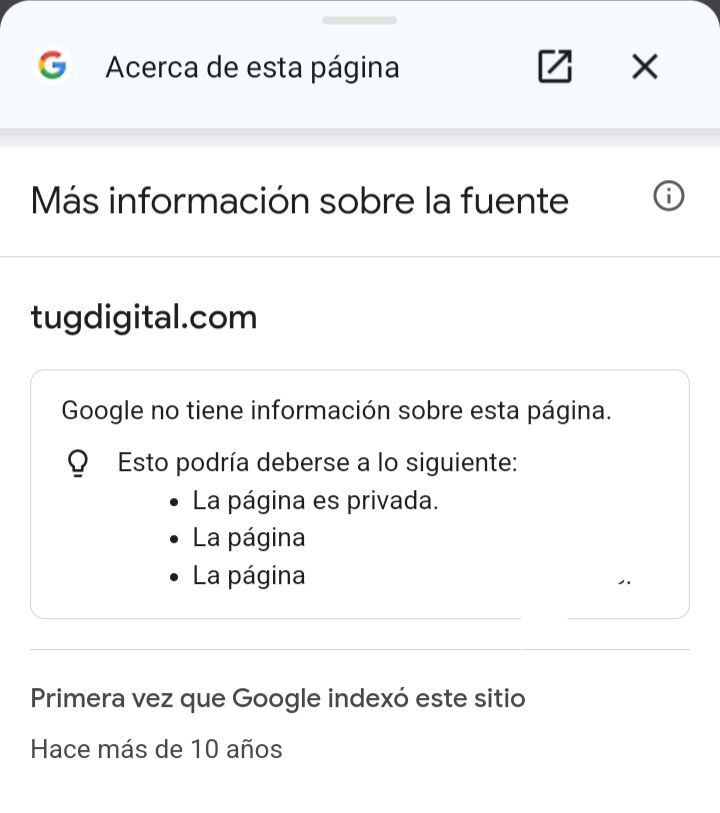 Acerca de esta página
Más información sobre la fuente
tugdigital.com
Google no tiene información sobre esta página.
Esto podría deberse a lo siguiente:
• La página es privada.
• La página
• La página
Primera vez que Google indexó este sitio
Hace más de 10 años